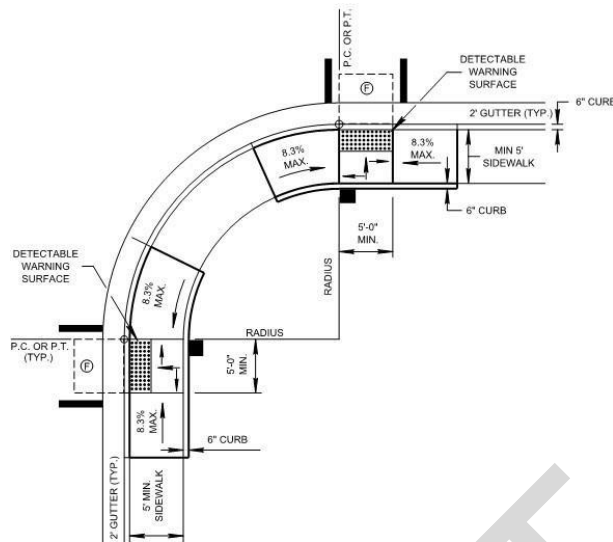 P.C. OR P.T.
DETECTABLE
WARNING
SURFACE
F
6" CURB
2' GUTTER (TYP.)
8.3%
MAX.
8.3%
MAX.
MIN 5'
SIDEWALK
6" CURB
5'-0"
MIN.
DETECTABLE
WARNING
SURFACE
8.3%
MAX.
RADIUS
RADIUS
P.C. OR P.T.
(TYP.)
F
5'-0"
MIN.
8.3%
MAX.
6" CURB
2' GUTTER (TYP.)
5' MIN.
SIDEWALK